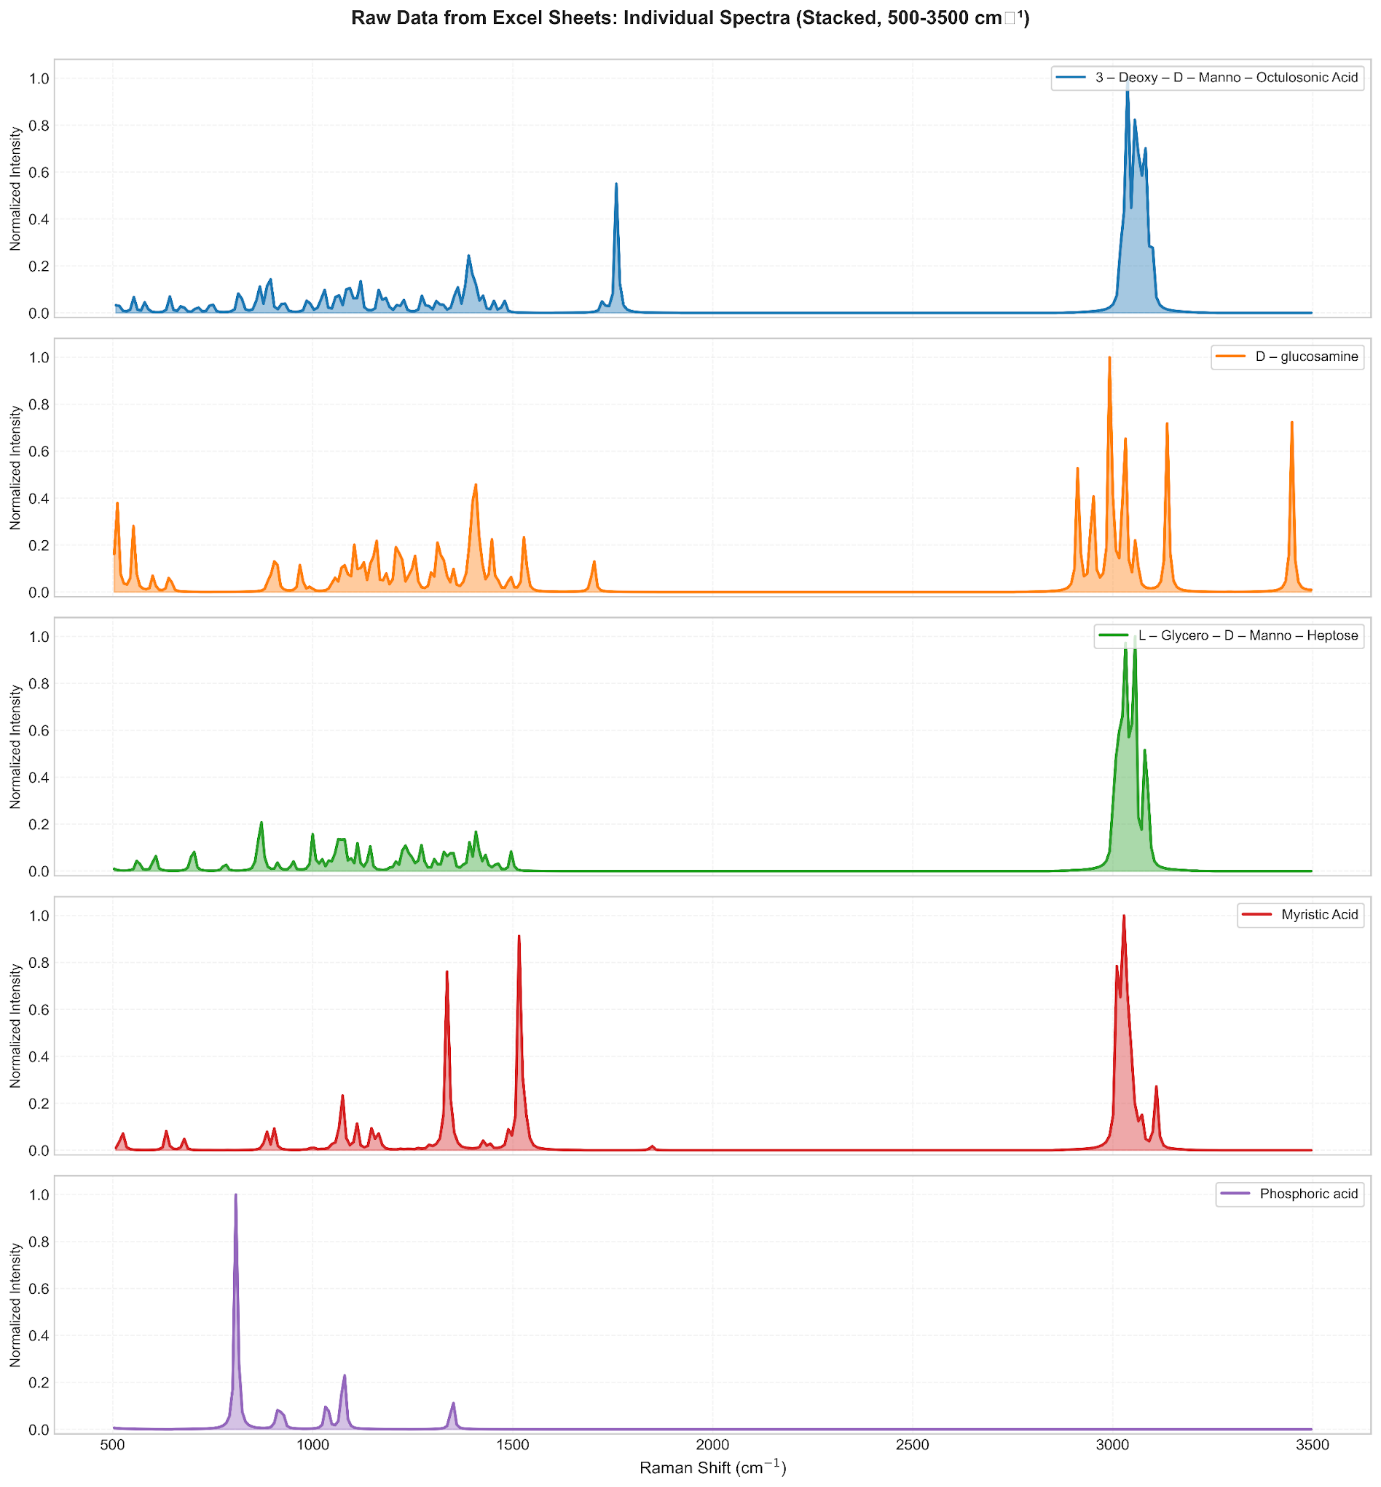 Raw Data from Excel Sheets: Individual Spectra (Stacked, 500-3500 cm□¹)
3 – Deoxy – D – Manno – Octulosonic Acid
1.0
0.8
0.6
0.4
0.2
0.0
Normalized Intensity
D – glucosamine
1.0
0.8
0.6
0.4
0.2
0.0
Normalized Intensity
L – Glycero – D – Manno – Heptose
1.0
0.8
0.6
0.4
0.2
0.0
Normalized Intensity
Myristic Acid
1.0
0.8
0.6
0.4
0.2
0.0
Normalized Intensity
Phosphoric acid
1.0
0.8
0.6
0.4
0.2
0.0
Normalized Intensity
500 1000 1500 2000 2500 3000 3500
Raman Shift (cm⁻¹)